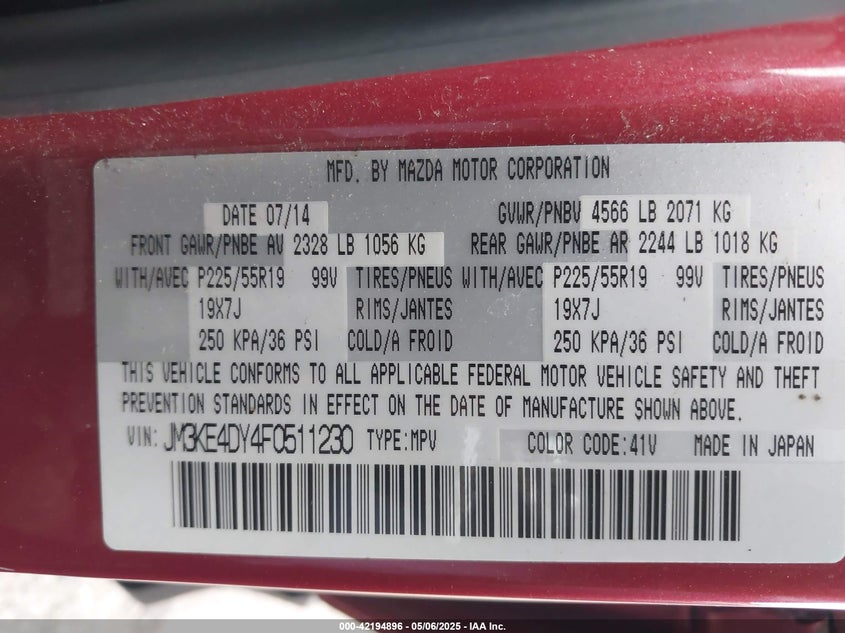 MFD. BY MAZDA MOTOR CORPORATION
DATE 07/14 GVWR/PNBV 4566 LB 2071 KG
FRONT GAWR/PNBE AV 2328 LB 1056 KG REAR GAWR/PNBE AR 2244 LB 1018 KG
WITH/AVEC P225/55R19 99V TIRES/PNEUS WITH/AVEC P225/55R19 99V TIRES/PNEUS
19X7J RIMS/JANTES 19X7J RIMS/JANTES
250 KPA/36 PSI COLD/A FROID 250 KPA/36 PSI COLD/A FROID
THIS VEHICLE CONFORMS TO ALL APPLICABLE FEDERAL MOTOR VEHICLE SAFETY AND THEFT
PREVENTION STANDARDS IN EFFECT ON THE DATE OF MANUFACTURE SHOWN ABOVE.
VIN: JM3KE4DY4F0511230 TYPE:MPV COLOR CODE:41V MADE IN JAPAN
000-42194896 - 05/06/2025 - IAA Inc.